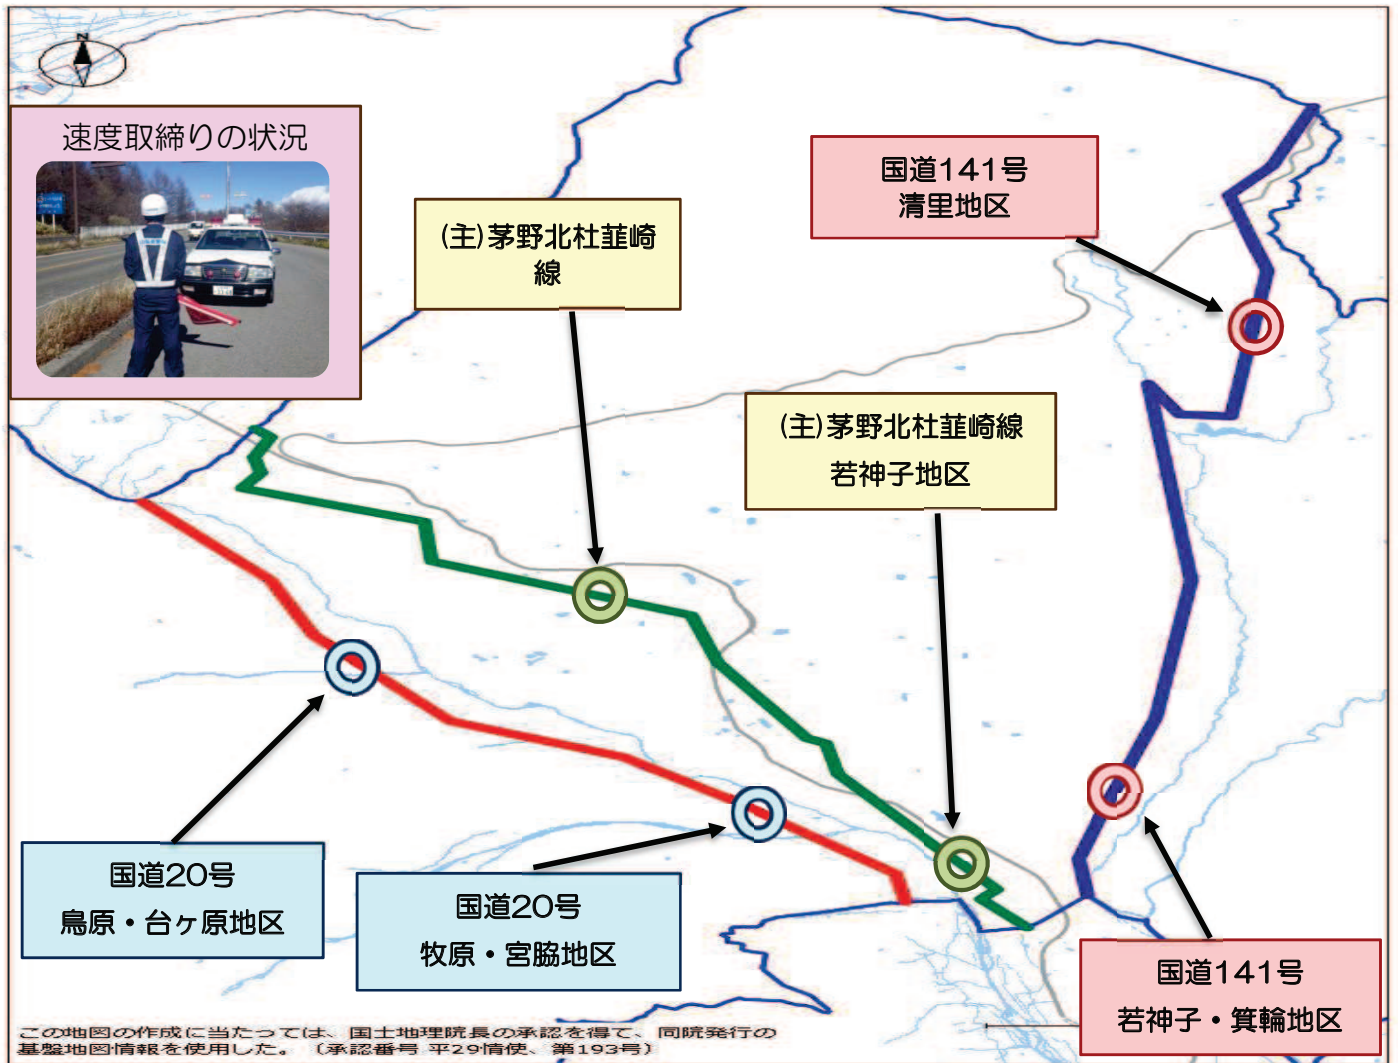 N
速度取締りの状況
国道141号
清里地区
(主)茅野北杜韮崎
線
(主)茅野北杜韮崎線
若神子地区
国道20号
鳥原・台ヶ原地区
国道20号
牧原・宮脇地区
国道141号
若神子・箕輪地区
この地図の作成に当たっては、国土地理院長の承認を得て、同院発行の
基盤地図情報を使用した。（承認番号 平29情使、第193号）